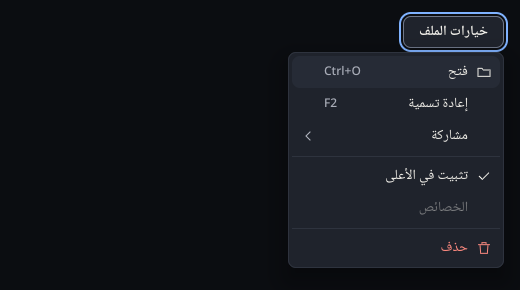 خيارات الملف
فتح Ctrl+O
إعادة تسمية F2
مشاركة
تثبيت في الأعلى
الخصائص
حذف